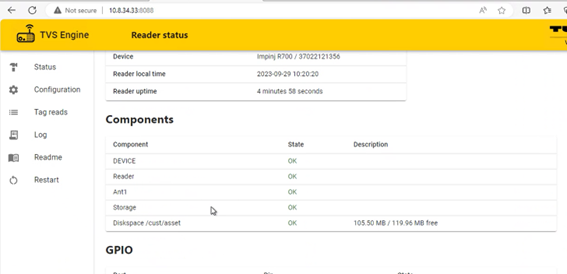 Not secure 10.8.34.33:8088
TVS Engine Reader status
Status
Configuration
Tag reads
Log
Readme
Restart
Device Impinj R700 / 37022121356
Reader local time 2023-09-29 10:20:20
Reader uptime 4 minutes 58 seconds
Components
Component State Description
DEVICE OK
Reader OK
Ant1 OK
Storage OK
Diskspace /cust/asset OK 105.50 MB / 119.96 MB free
GPIO